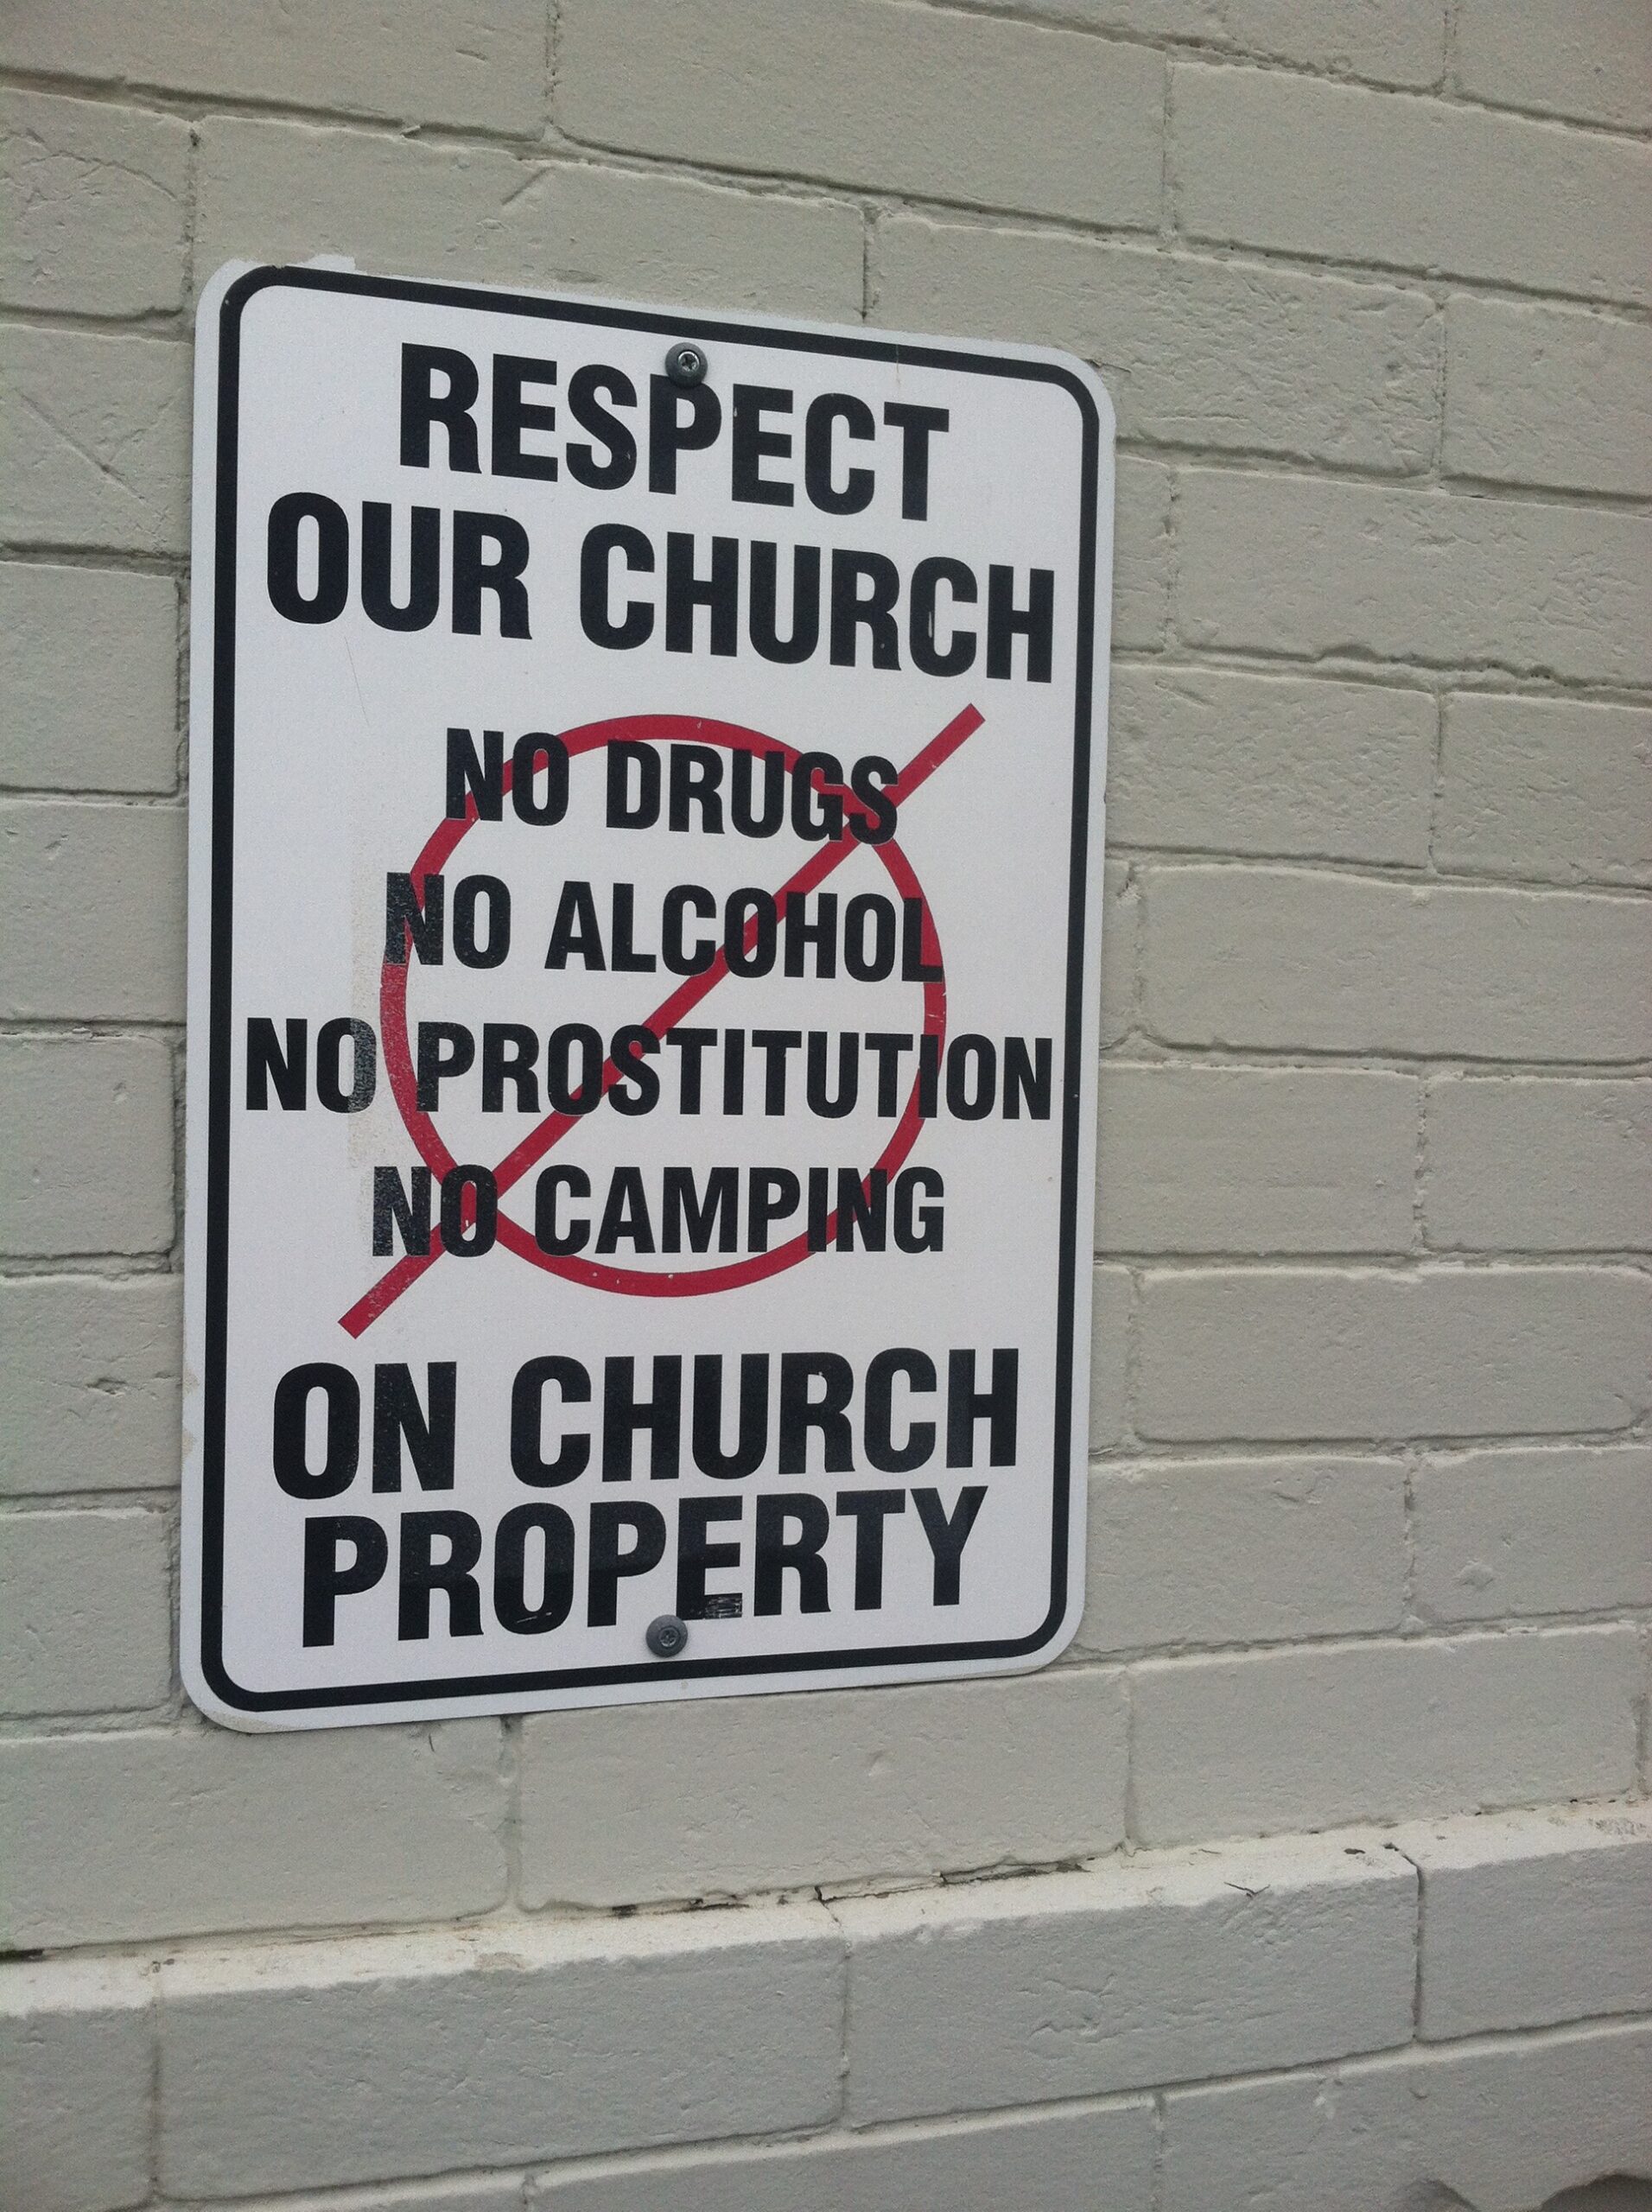 RESPECT
OUR CHURCH
NO DRUGS
NO ALCOHOL
NO PROSTITUTION
NO CAMPING
ON CHURCH
PROPERTY